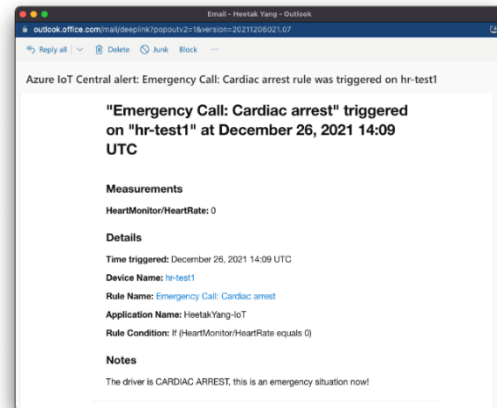 Email - Heetak Yang - Outlook
outlook.office.com/mail/deeplink?popoutv2=1&version=20211206021.07
Reply all Delete Junk Block ...
Azure IoT Central alert: Emergency Call: Cardiac arrest rule was triggered on hr-test1
"Emergency Call: Cardiac arrest" triggered
on "hr-test1" at December 26, 2021 14:09
UTC
Measurements
HeartMonitor/HeartRate: 0
Details
Time triggered: December 26, 2021 14:09 UTC
Device Name: hr-test1
Rule Name: Emergency Call: Cardiac arrest
Application Name: HeetakYang-IoT
Rule Condition: If (HeartMonitor/HeartRate equals 0)
Notes
The driver is CARDIAC ARREST, this is an emergency situation now!